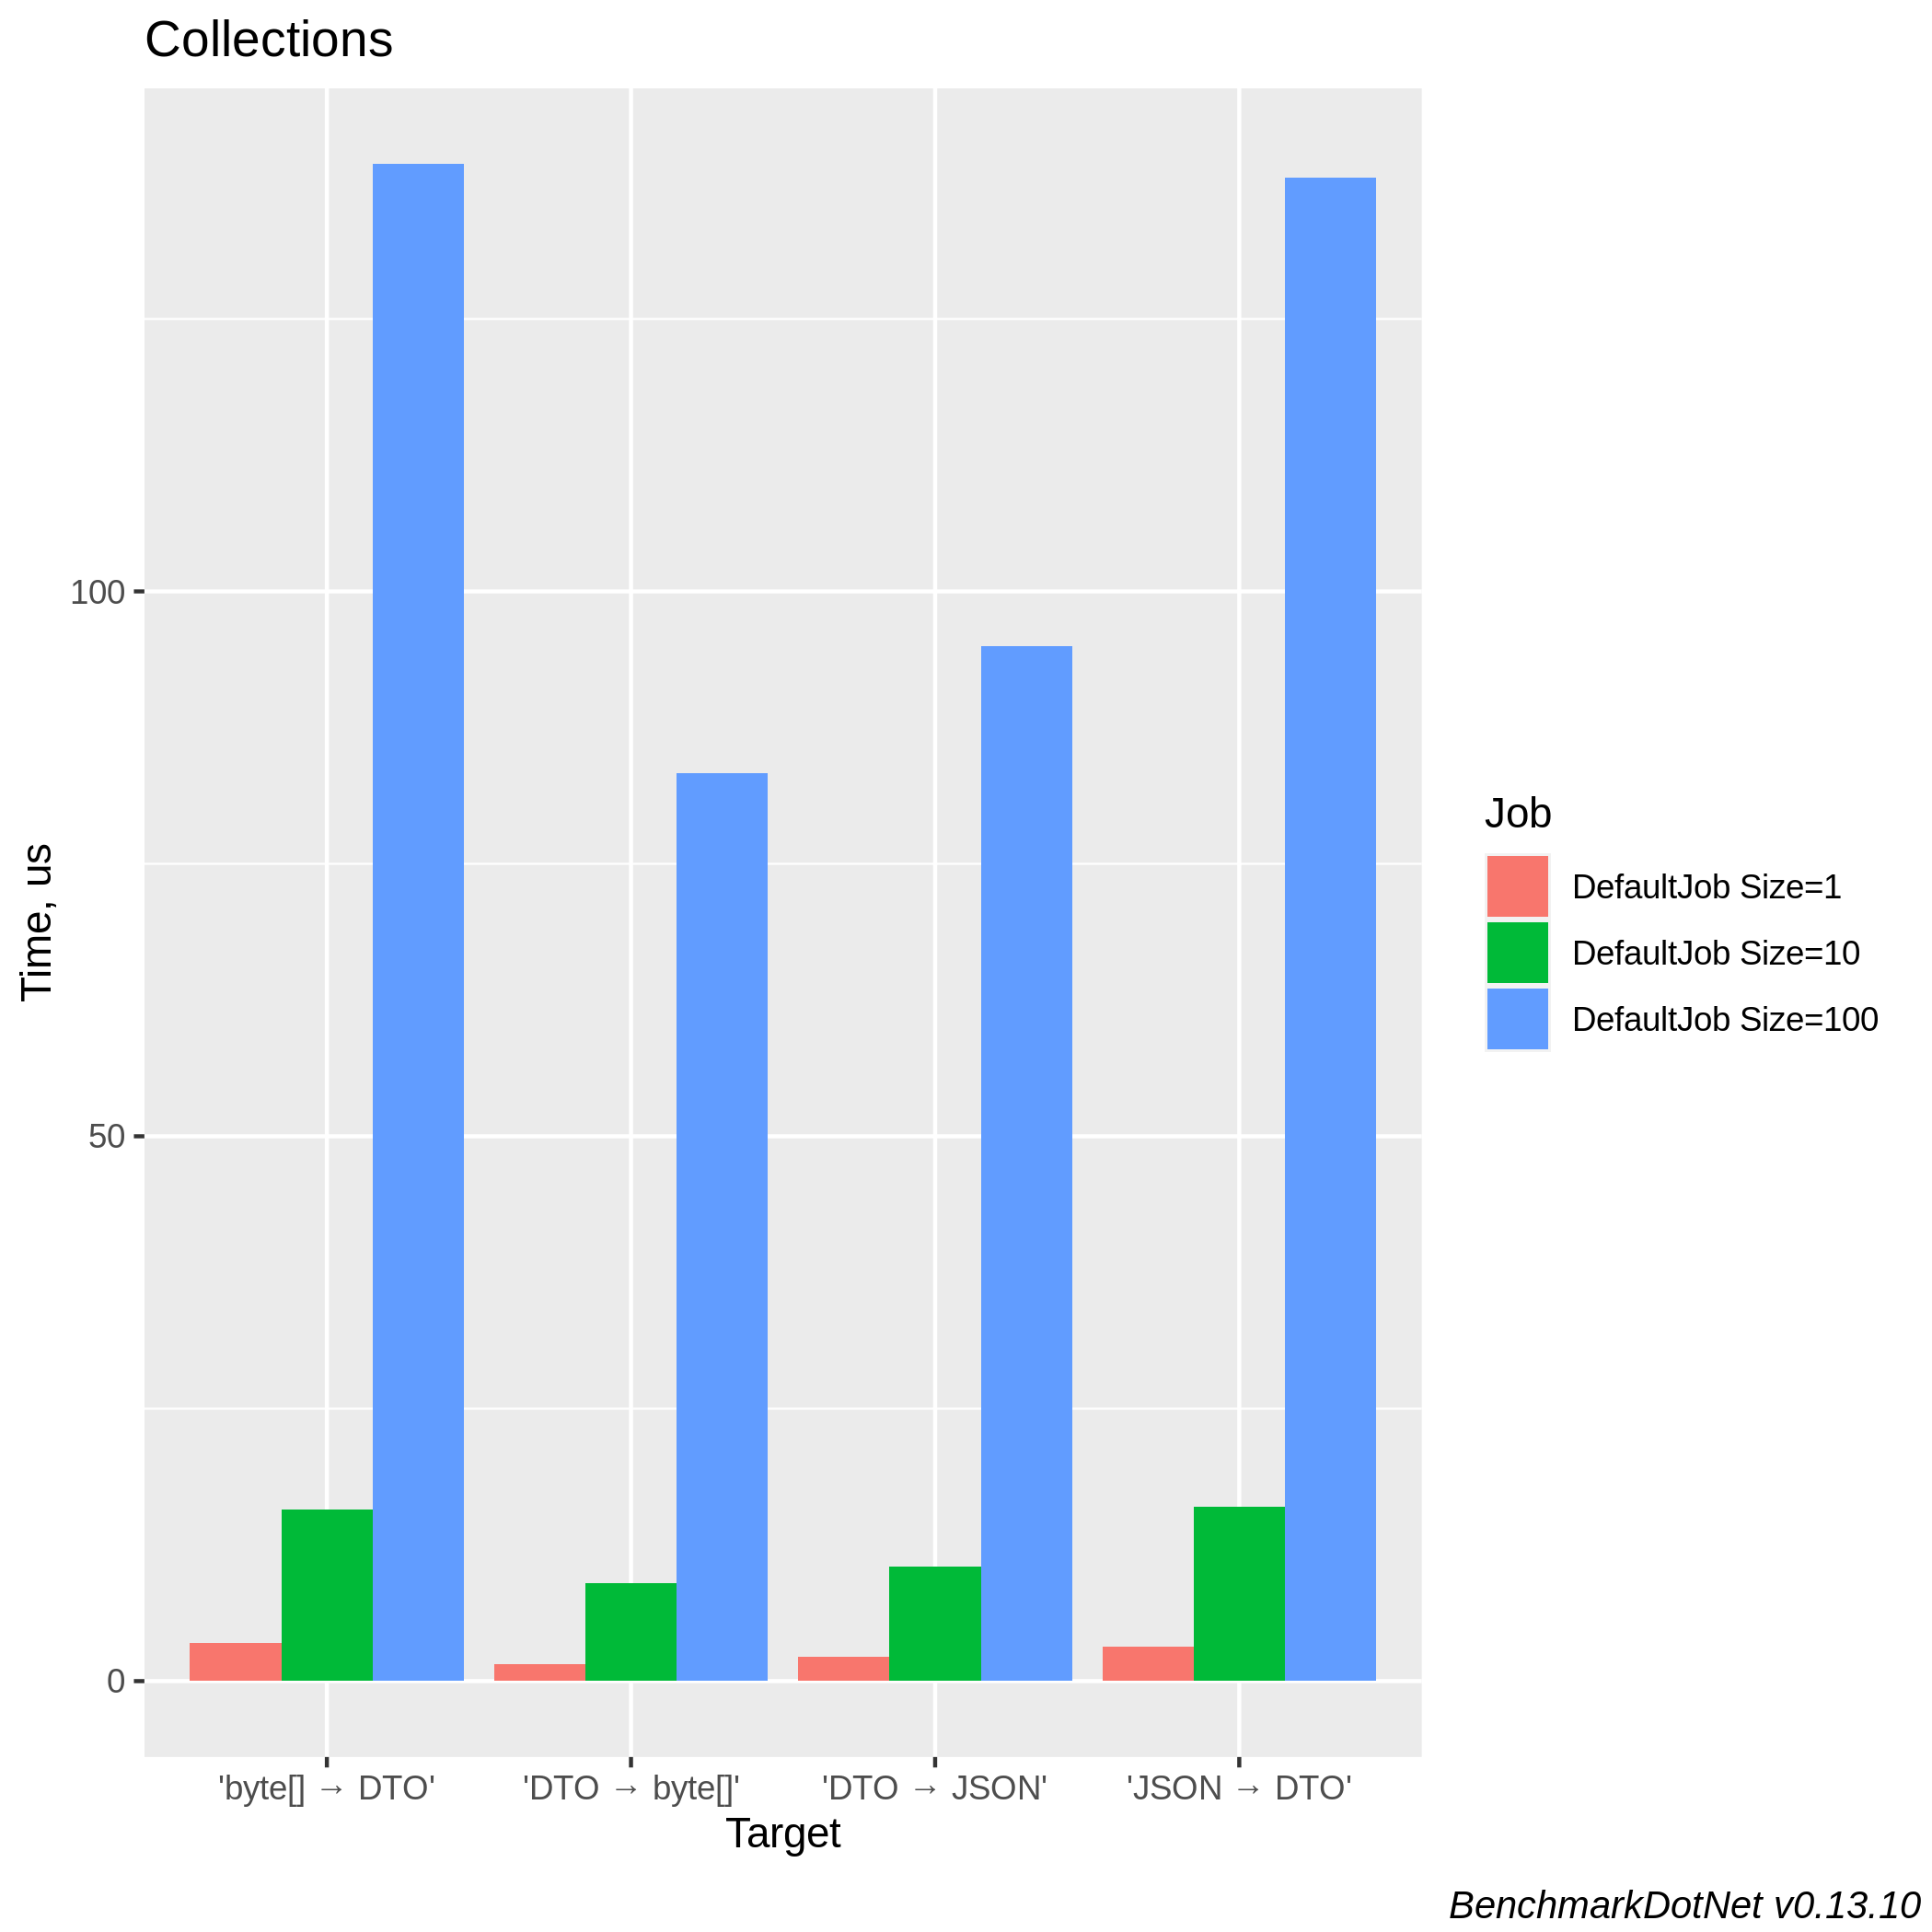 Collections
Time, us
100
50
0
'byte[] → DTO'
'DTO → byte[]'
'DTO → JSON'
'JSON → DTO'
Target
Job
DefaultJob Size=1
DefaultJob Size=10
DefaultJob Size=100
BenchmarkDotNet v0.13.10